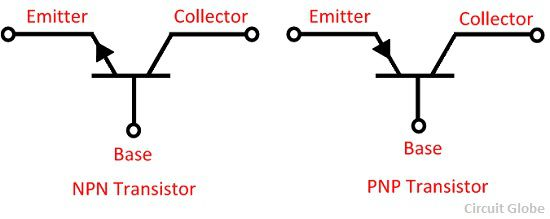 Emitter
Collector
Base
NPN Transistor
Emitter
Collector
Base
PNP Transistor
Circuit Globe